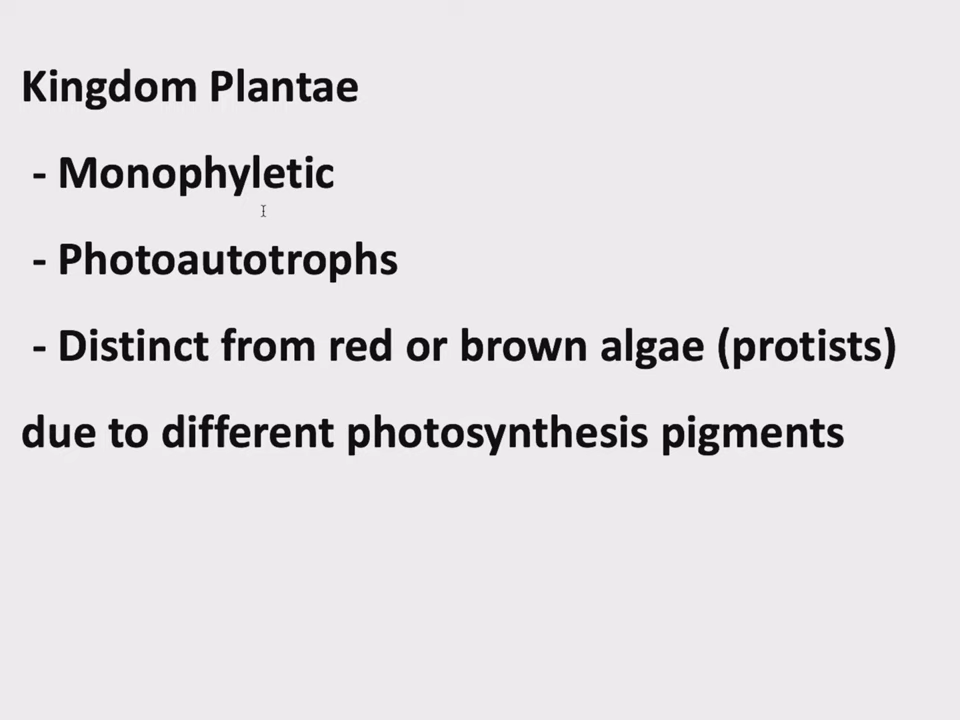 Kingdom Plantae
- Monophyletic
- Photoautotrophs
- Distinct from red or brown algae (protists)
due to different photosynthesis pigments